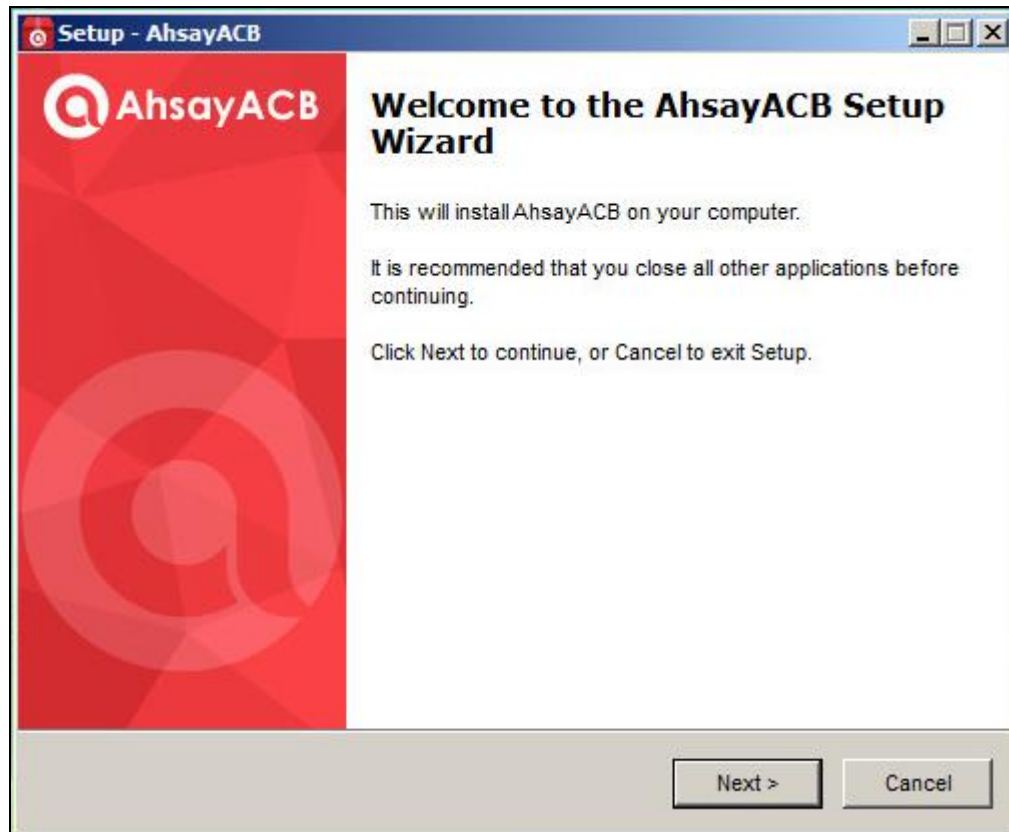 Setup - AhsayACB
AhsayACB
Welcome to the AhsayACB Setup
Wizard
This will install AhsayACB on your computer.
It is recommended that you close all other applications before
continuing.
Click Next to continue, or Cancel to exit Setup.
Next >
Cancel